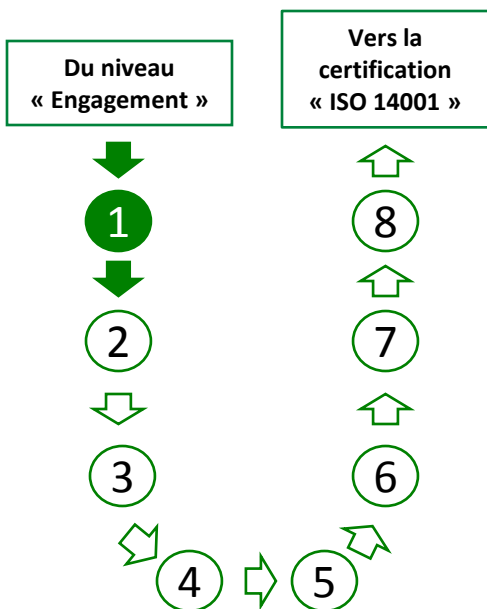 Du niveau
« Engagement »
Vers la
certification
« ISO 14001 »
1
2
3
4
5
6
7
8